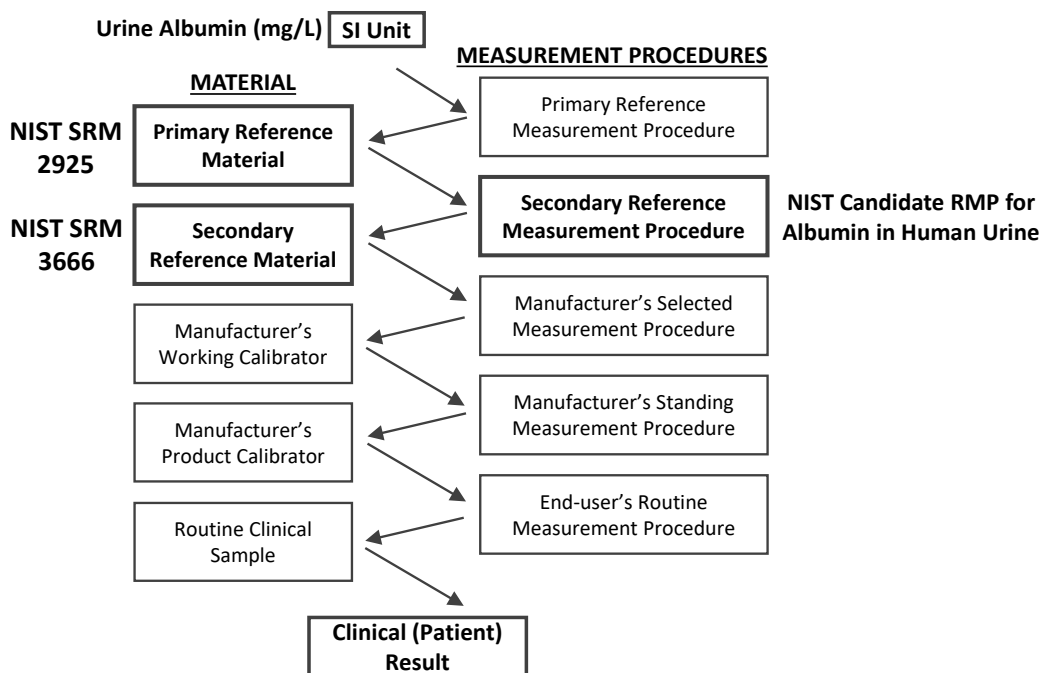 Urine Albumin (mg/L) SI Unit
MEASUREMENT PROCEDURES
MATERIAL
Primary Reference
Measurement Procedure
NIST SRM
2925
Primary Reference
Material
Secondary Reference
Measurement Procedure
NIST Candidate RMP for
Albumin in Human Urine
NIST SRM
3666
Secondary
Reference Material
Manufacturer’s Selected
Measurement Procedure
Manufacturer’s
Working Calibrator
Manufacturer’s Standing
Measurement Procedure
Manufacturer’s
Product Calibrator
End-user’s Routine
Measurement Procedure
Routine Clinical
Sample
Clinical (Patient)
Result